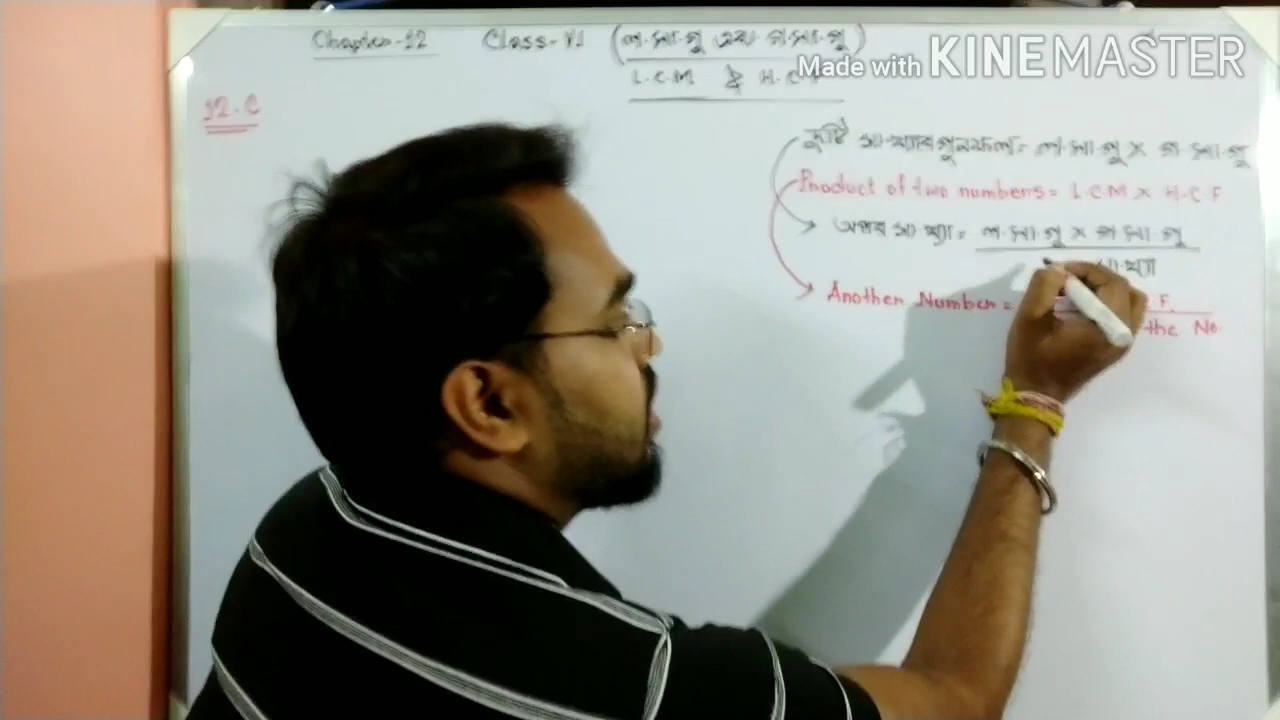 Chapter-12 Class-VI (ল.সা.গু এবং গ.সা.গু)
L.C.M & H.C.F
Made with KINEMASTER
12.C
দুটি সংখ্যার গুনফল= ল.সা.গু × গ.সা.গু
Product of two numbers= L.C.M × H.C.F
অপর সংখ্যা= ল.সা.গু × গ.সা.গু
সংখ্যা
Another Number = F.
the No.